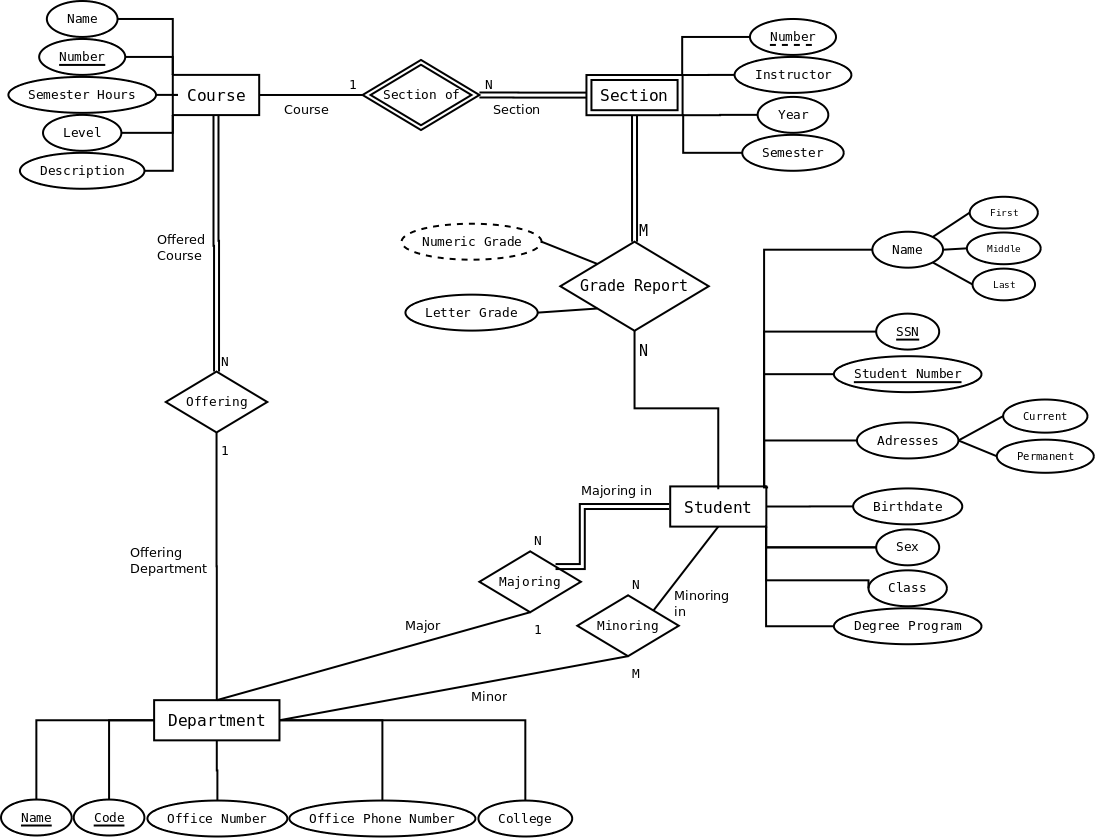 Name
Number
Semester Hours
Level
Description
Course
Course
1
Section of
N
Section
Section
Number
Instructor
Year
Semester
Offered
Course
N
Offering
1
Offering
Department
Numeric Grade
Letter Grade
M
Grade Report
N
Name
First
Middle
Last
SSN
Student Number
Adresses
Current
Permanent
Birthdate
Sex
Class
Degree Program
Student
Majoring in
N
Majoring
1
Major
N
Minoring
in
Minoring
M
Minor
Department
Name
Code
Office Number
Office Phone Number
College